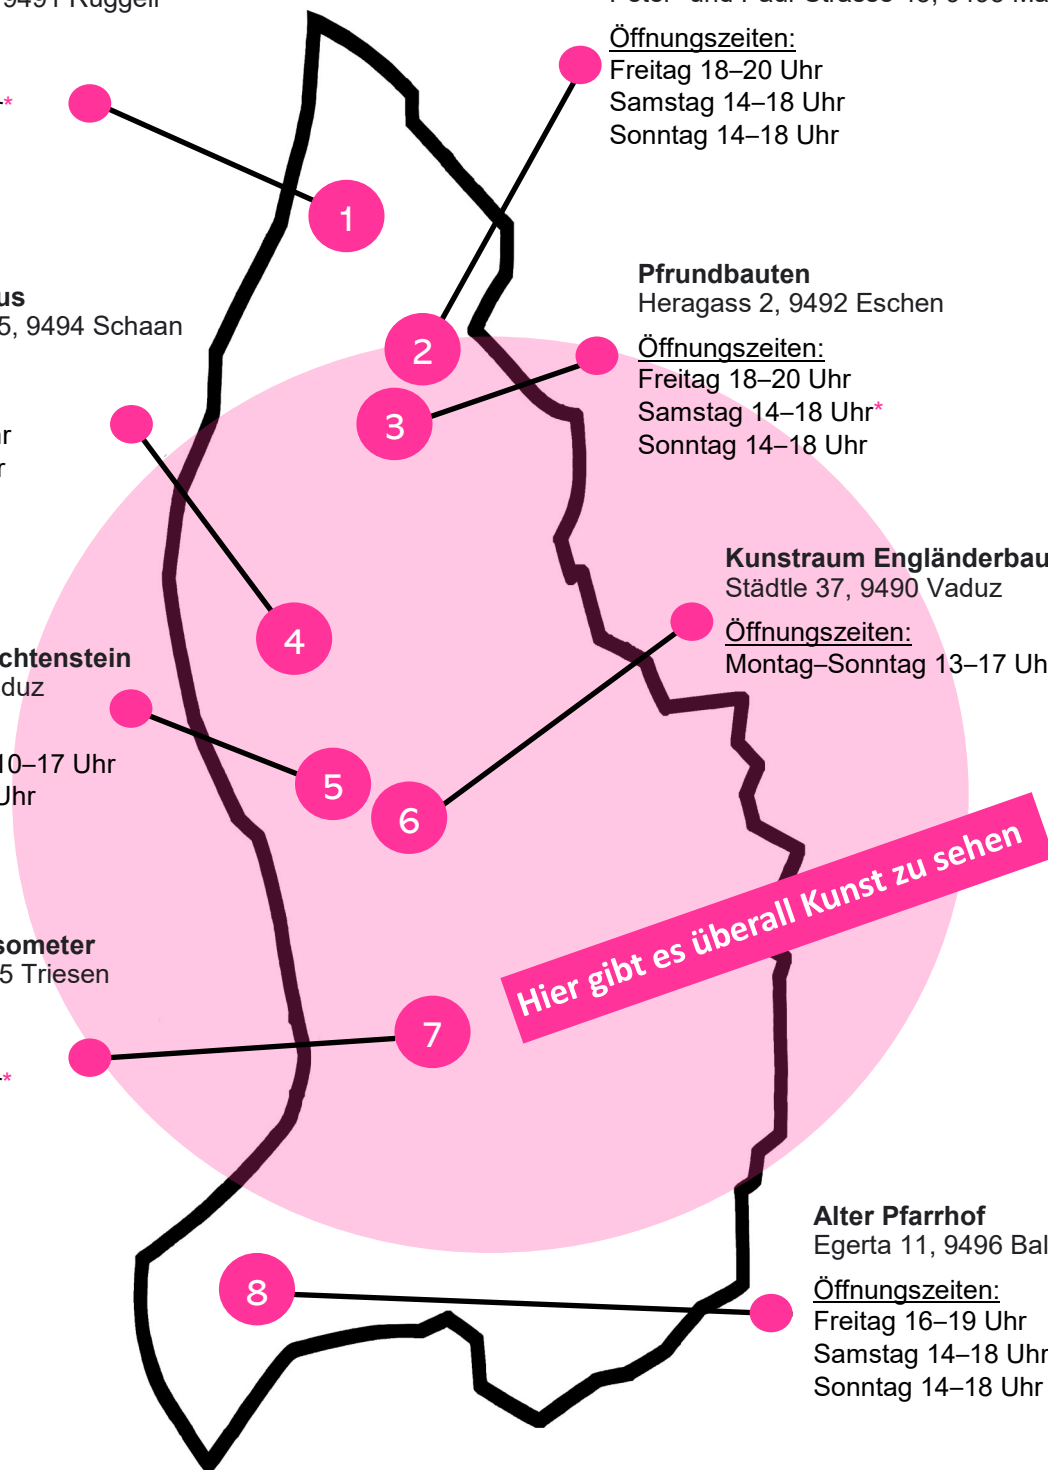 9491 Ruggell
Öffnungszeiten:
Freitag 18–20 Uhr
Samstag 14–18 Uhr
Sonntag 14–18 Uhr
*
1
us
5, 9494 Schaan
2
Pfrundbauten
Heragass 2, 9492 Eschen
Öffnungszeiten:
Freitag 18–20 Uhr
Samstag 14–18 Uhr*
Sonntag 14–18 Uhr
3
r
4
Kunstraum Engländerbau
Städtle 37, 9490 Vaduz
Öffnungszeiten:
Montag–Sonntag 13–17 Uh
chtenstein
duz
10–17 Uhr
Uhr
5
6
Hier gibt es überall Kunst zu sehen
someter
5 Triesen
*
7
8
Alter Pfarrhof
Egerta 11, 9496 Bal
Öffnungszeiten:
Freitag 16–19 Uhr
Samstag 14–18 Uhr
Sonntag 14–18 Uhr